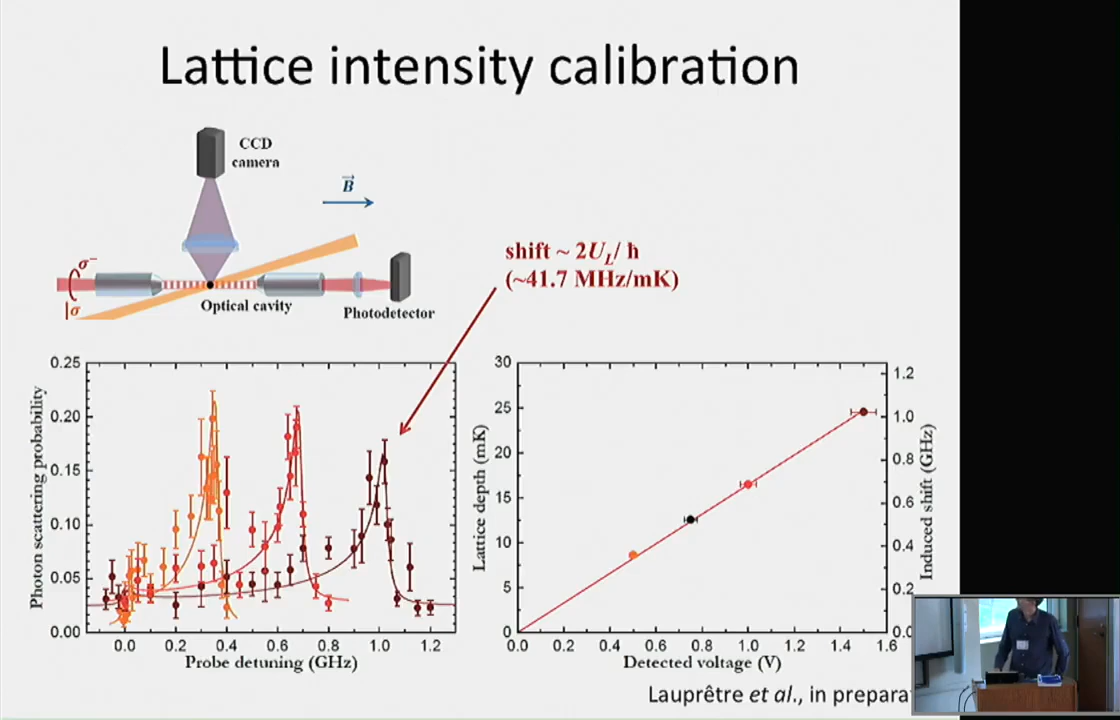 Lattice intensity calibration
CCD
camera
B
σ⁻
|σ
Optical cavity
Photodetector
shift ~ 2U_L/ ħ
(~41.7 MHz/mK)
0.25
0.20
0.15
0.10
0.05
0.00
Photon scattering probability
0.0 0.2 0.4 0.6 0.8 1.0 1.2
Probe detuning (GHz)
30
25
20
15
10
5
0
Lattice depth (mK)
0.0 0.2 0.4 0.6 0.8 1.0 1.2 1.4 1.6
Detected voltage (V)
1.2
1.0
0.8
0.6
0.4
0.2
0.0
Induced shift (GHz)
Lauprêtre et al., in prepara